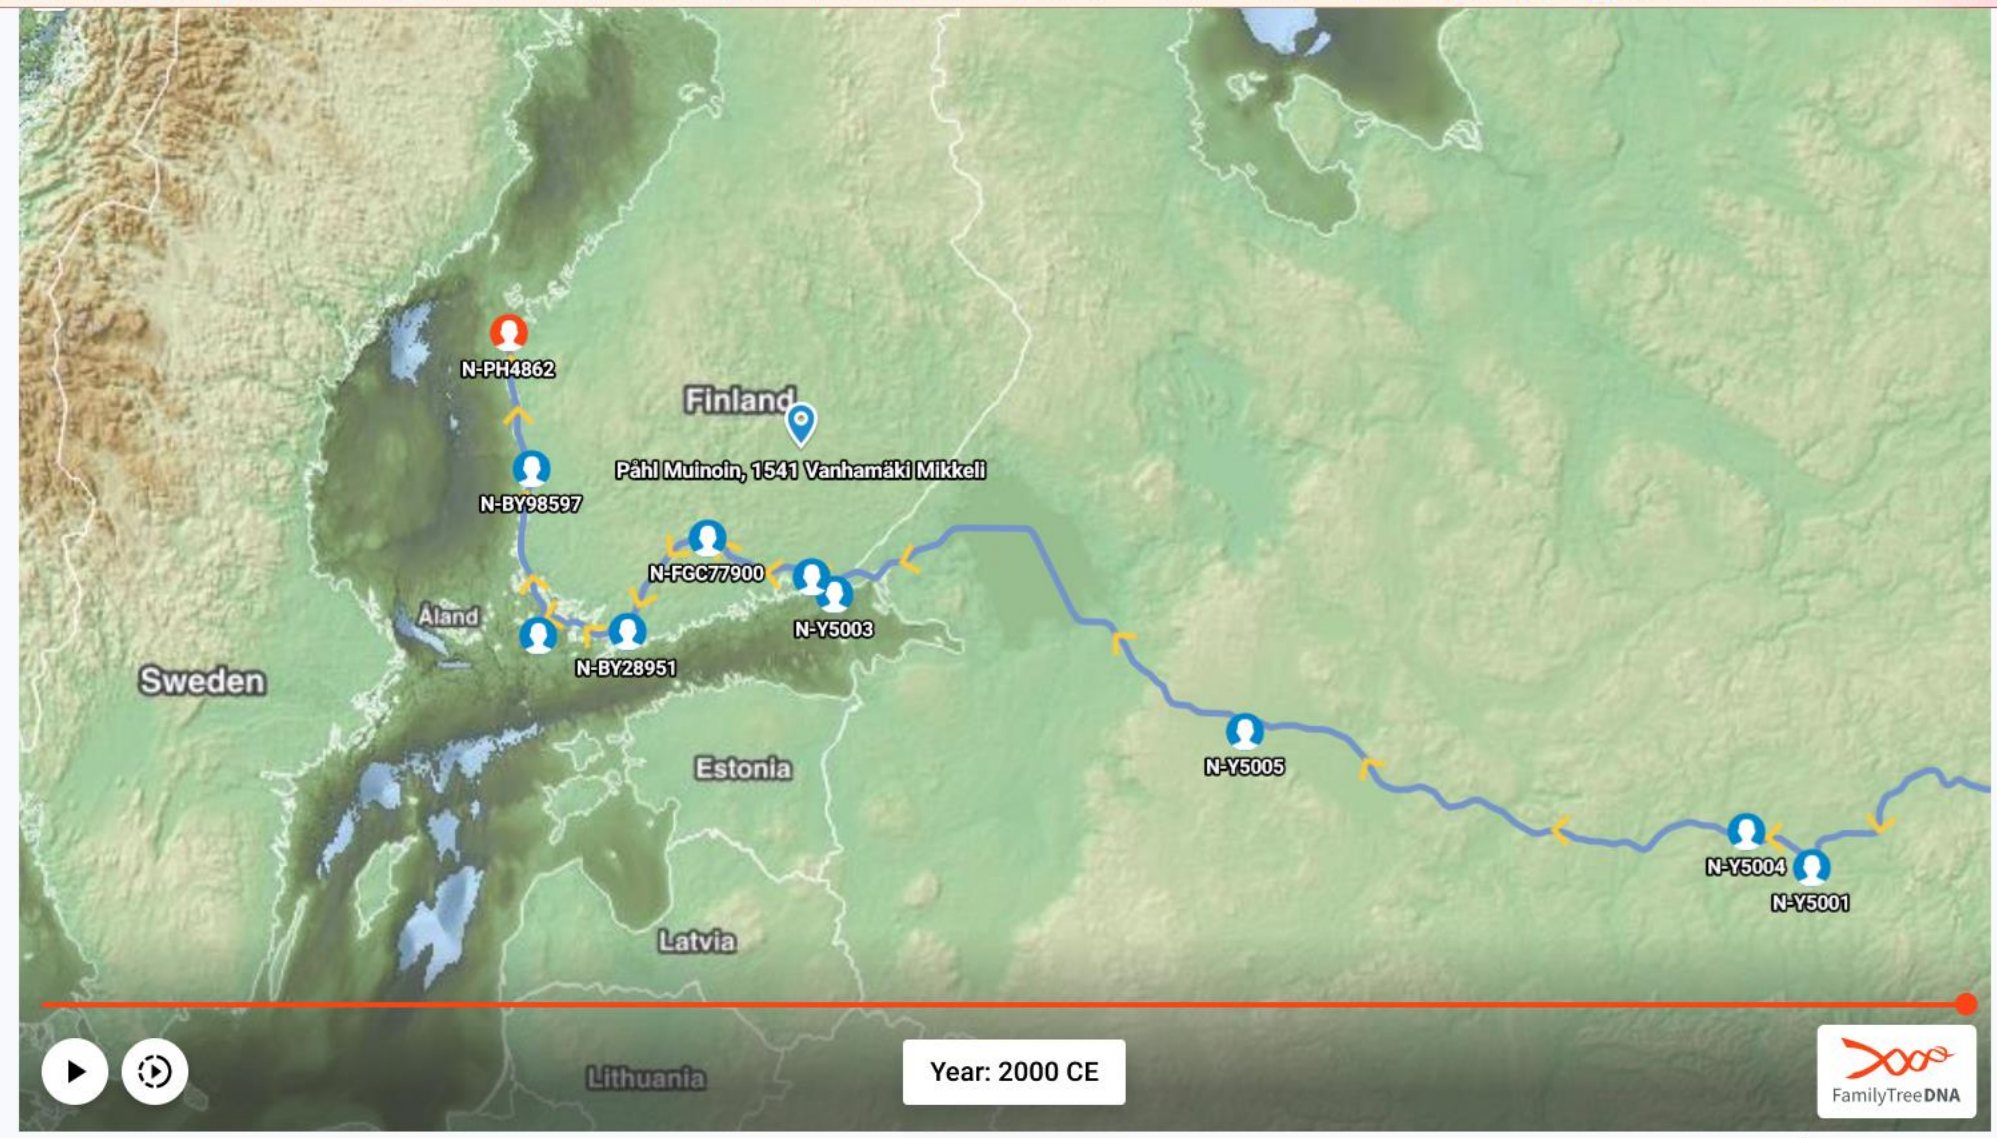 N-PH4862
Finland
Påhl Muinoin, 1541 Vanhamäki Mikkeli
N-BY98597
N-FGC77900
Åland
N-Y5003
N-BY28951
Sweden
Estonia
N-Y5005
N-Y5004
N-Y5001
Latvia
Lithuania
Year: 2000 CE
FamilyTreeDNA